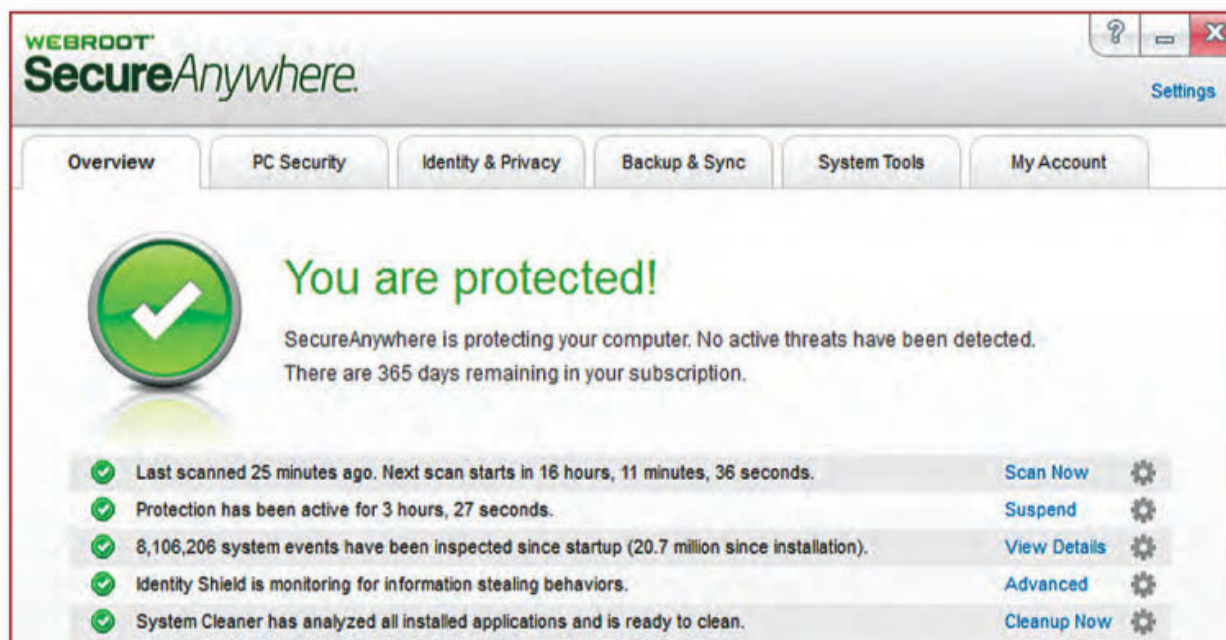 WEBROOT
SecureAnywhere.
?
Settings
Overview PC Security Identity & Privacy Backup & Sync System Tools My Account
You are protected!
SecureAnywhere is protecting your computer. No active threats have been detected.
There are 365 days remaining in your subscription.
Last scanned 25 minutes ago. Next scan starts in 16 hours, 11 minutes, 36 seconds. Scan Now
Protection has been active for 3 hours, 27 seconds. Suspend
8,106,206 system events have been inspected since startup (20.7 million since installation). View Details
Identity Shield is monitoring for information stealing behaviors. Advanced
System Cleaner has analyzed all installed applications and is ready to clean. Cleanup Now